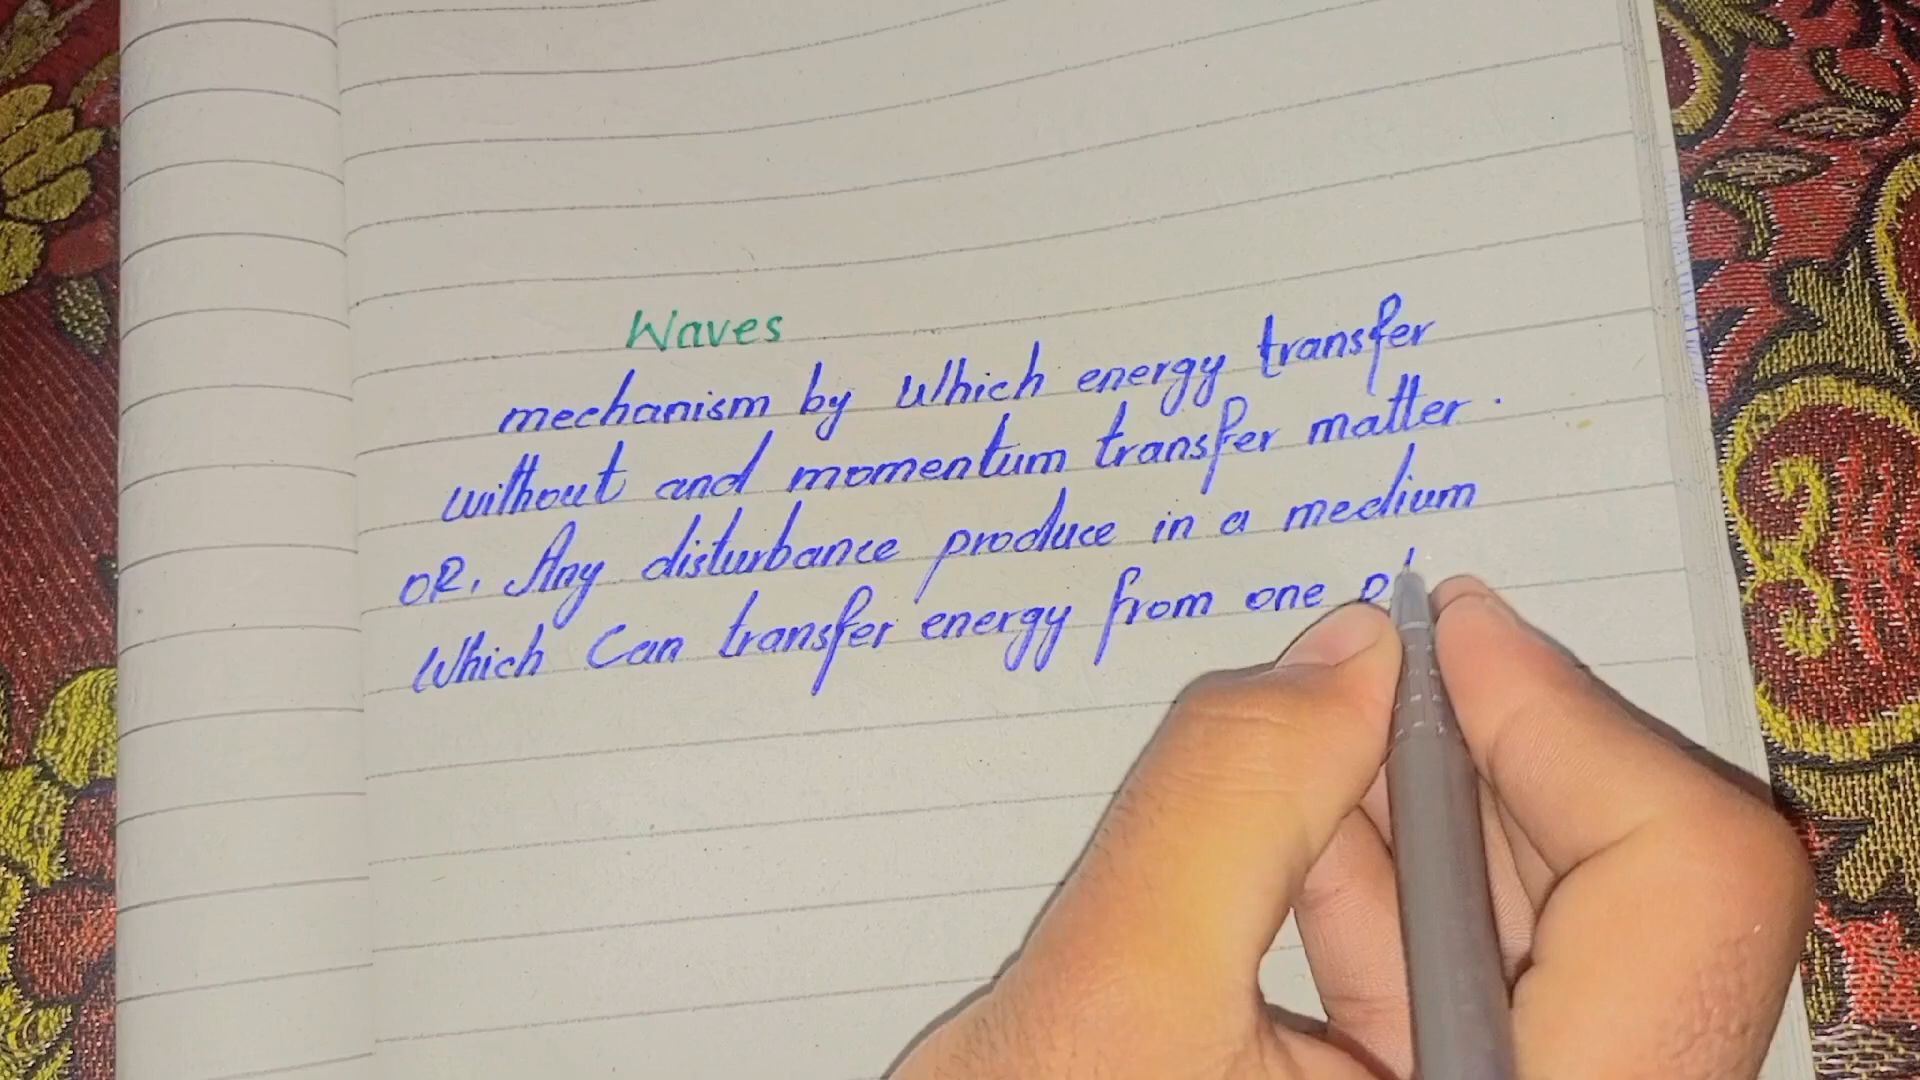 Waves
mechanism by which energy transfer
without and momentum transfer matter.
OR, Any disturbance produce in a medium
Which Can transfer energy from one pl